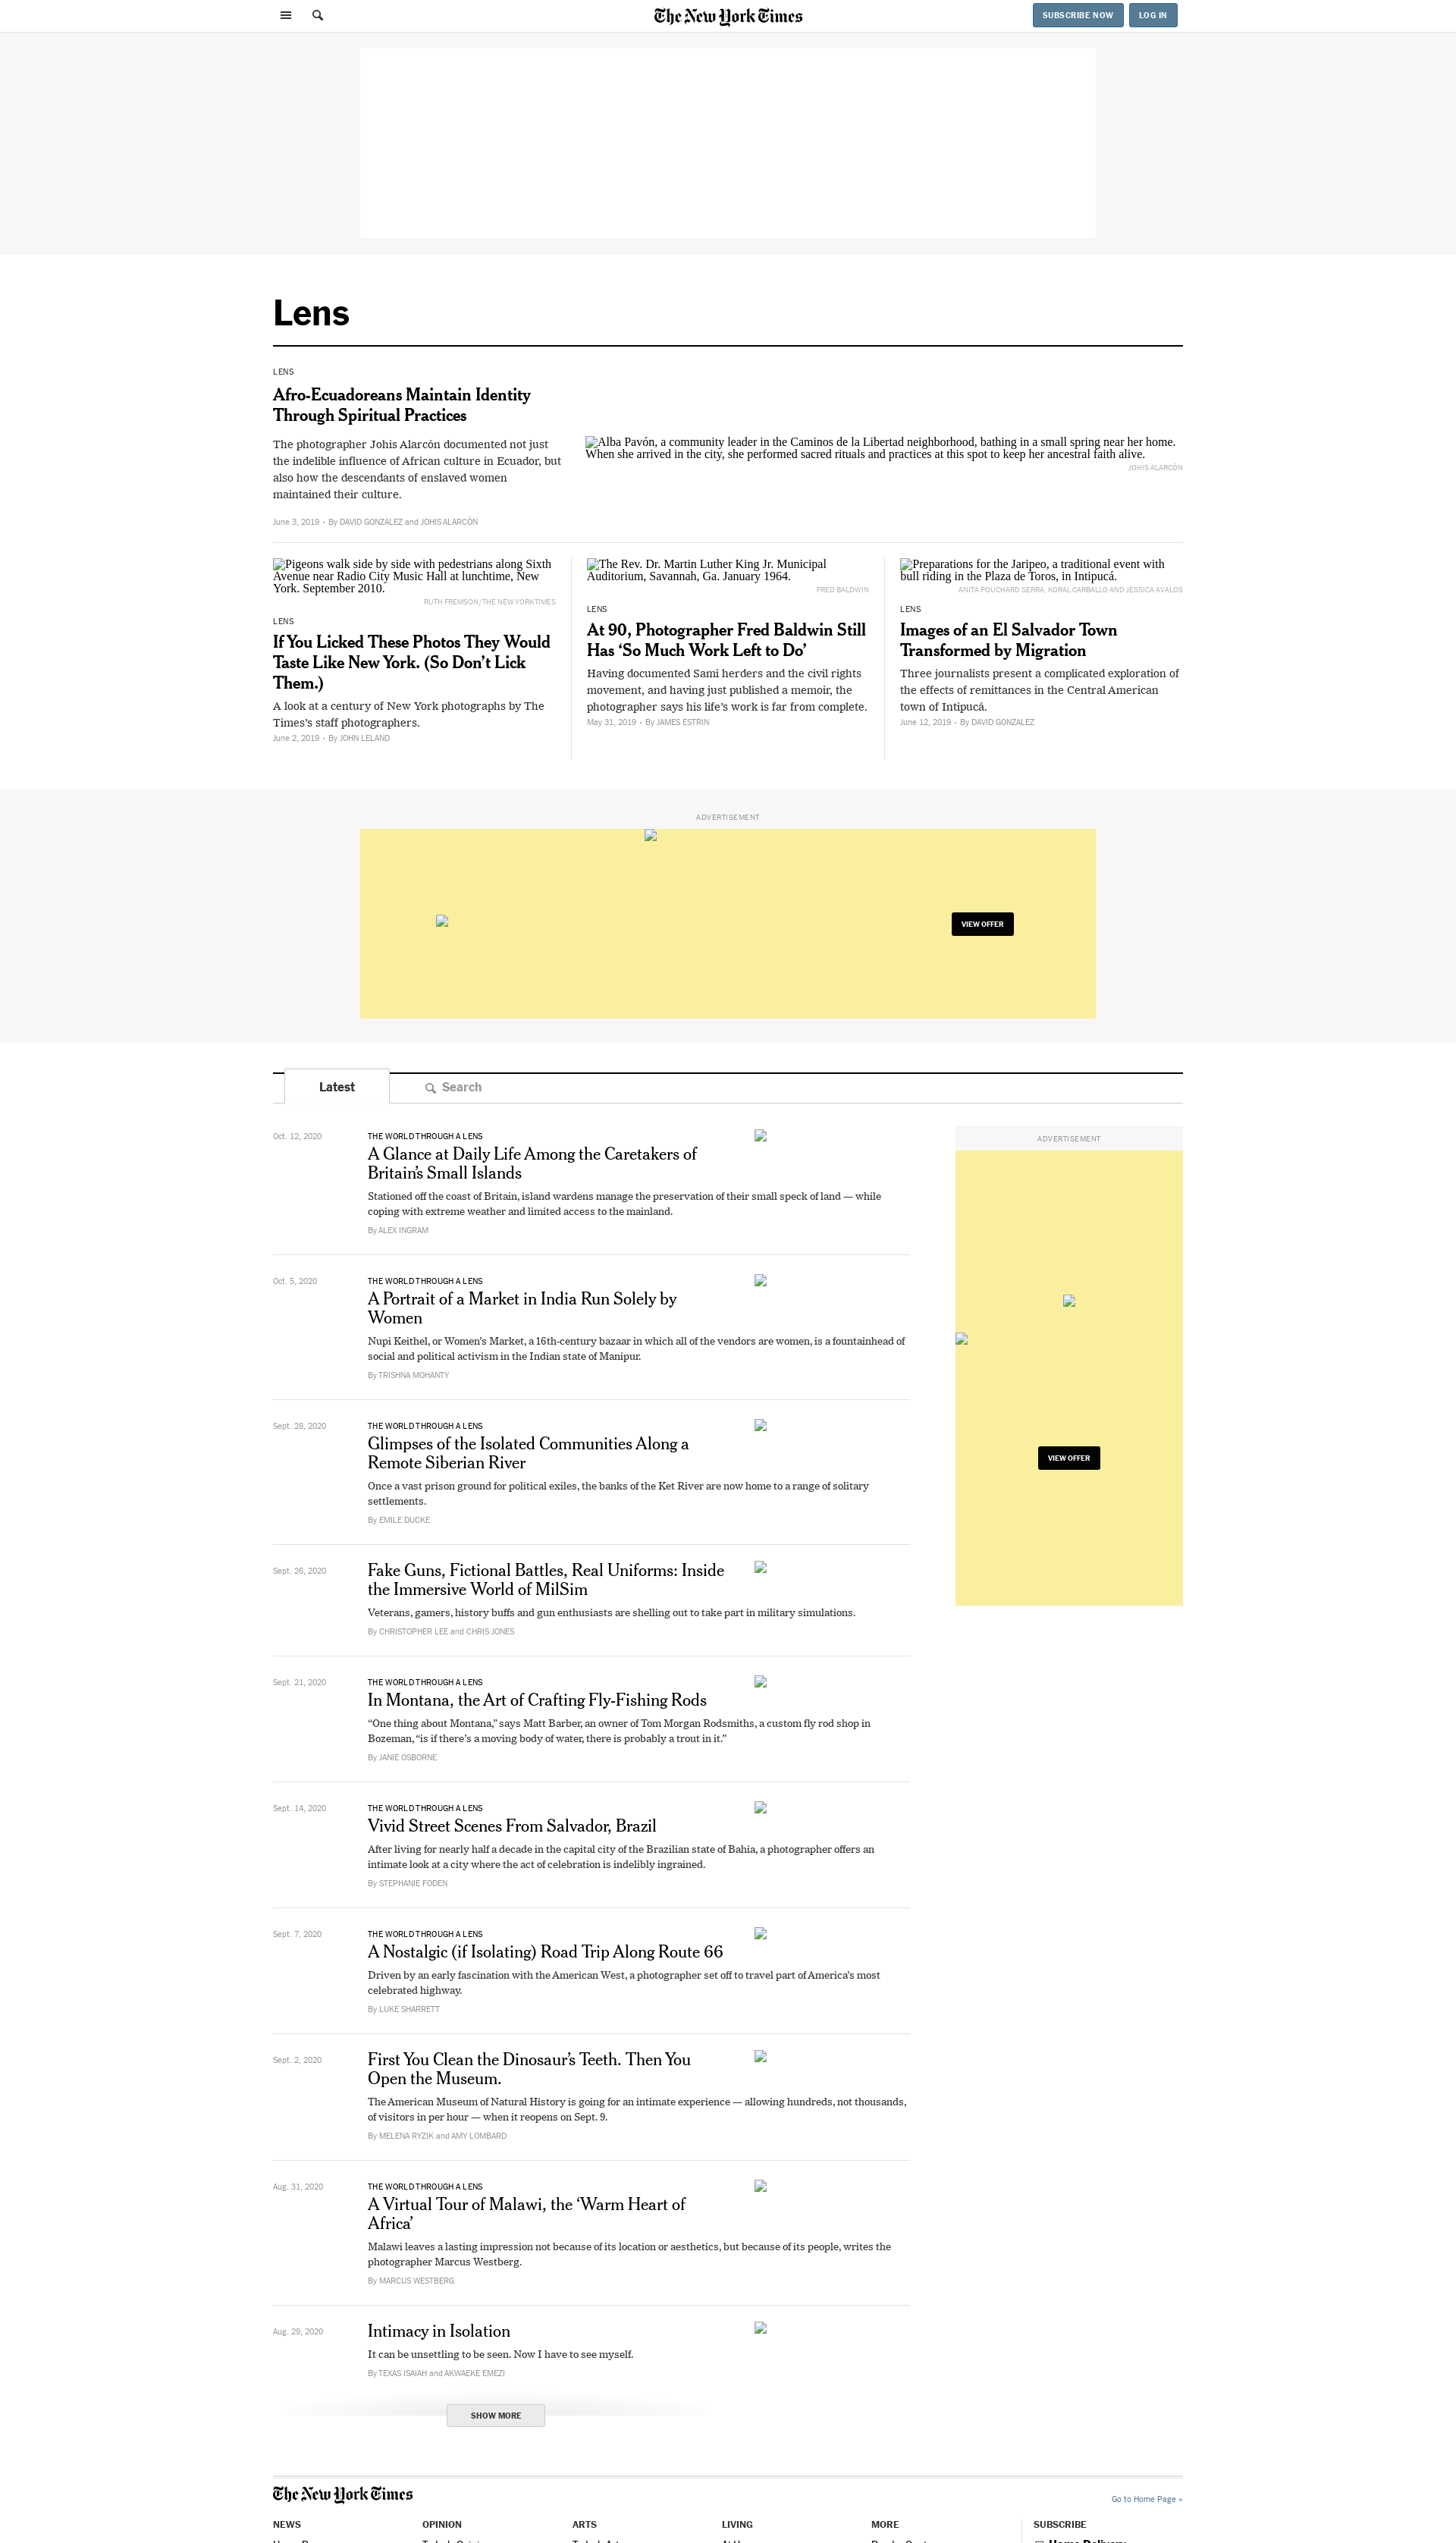 The New York Times
SUBSCRIBE NOW
LOG IN
Lens
LENS
Afro-Ecuadoreans Maintain Identity
Through Spiritual Practices
The photographer Johis Alarcón documented not just
the indelible influence of African culture in Ecuador, but
also how the descendants of enslaved women
maintained their culture.
June 3, 2019 • By DAVID GONZALEZ and JOHIS ALARCÓN
Alba Pavón, a community leader in the Caminos de la Libertad neighborhood, bathing in a small spring near her home.
When she arrived in the city, she performed sacred rituals and practices at this spot to keep her ancestral faith alive.
JOHIS ALARCÓN
Pigeons walk side by side with pedestrians along Sixth
Avenue near Radio City Music Hall at lunchtime, New
York. September 2010.
RUTH FREMSON/THE NEW YORK TIMES
LENS
If You Licked These Photos They Would
Taste Like New York. (So Don’t Lick
Them.)
A look at a century of New York photographs by The
Times’s staff photographers.
June 2, 2019 • By JOHN LELAND
The Rev. Dr. Martin Luther King Jr. Municipal
Auditorium, Savannah, Ga. January 1964.
FRED BALDWIN
LENS
At 90, Photographer Fred Baldwin Still
Has ‘So Much Work Left to Do’
Having documented Sami herders and the civil rights
movement, and having just published a memoir, the
photographer says his life’s work is far from complete.
May 31, 2019 • By JAMES ESTRIN
Preparations for the Jaripeo, a traditional event with
bull riding in the Plaza de Toros, in Intipucá.
ANITA POUCHARD SERRA, KORAL CARBALLO AND JESSICA AVALOS
LENS
Images of an El Salvador Town
Transformed by Migration
Three journalists present a complicated exploration of
the effects of remittances in the Central American
town of Intipucá.
June 12, 2019 • By DAVID GONZALEZ
ADVERTISEMENT
VIEW OFFER
Latest
Search
Oct. 12, 2020
THE WORLD THROUGH A LENS
A Glance at Daily Life Among the Caretakers of
Britain’s Small Islands
Stationed off the coast of Britain, island wardens manage the preservation of their small speck of land — while
coping with extreme weather and limited access to the mainland.
By ALEX INGRAM
ADVERTISEMENT
VIEW OFFER
Oct. 5, 2020
THE WORLD THROUGH A LENS
A Portrait of a Market in India Run Solely by
Women
Nupi Keithel, or Women’s Market, a 16th-century bazaar in which all of the vendors are women, is a fountainhead of
social and political activism in the Indian state of Manipur.
By TRISHNA MOHANTY
Sept. 28, 2020
THE WORLD THROUGH A LENS
Glimpses of the Isolated Communities Along a
Remote Siberian River
Once a vast prison ground for political exiles, the banks of the Ket River are now home to a range of solitary
settlements.
By EMILE DUCKE
Sept. 26, 2020
Fake Guns, Fictional Battles, Real Uniforms: Inside
the Immersive World of MilSim
Veterans, gamers, history buffs and gun enthusiasts are shelling out to take part in military simulations.
By CHRISTOPHER LEE and CHRIS JONES
Sept. 21, 2020
THE WORLD THROUGH A LENS
In Montana, the Art of Crafting Fly-Fishing Rods
“One thing about Montana,” says Matt Barber, an owner of Tom Morgan Rodsmiths, a custom fly rod shop in
Bozeman, “is if there’s a moving body of water, there is probably a trout in it.”
By JANIE OSBORNE
Sept. 14, 2020
THE WORLD THROUGH A LENS
Vivid Street Scenes From Salvador, Brazil
After living for nearly half a decade in the capital city of the Brazilian state of Bahia, a photographer offers an
intimate look at a city where the act of celebration is indelibly ingrained.
By STEPHANIE FODEN
Sept. 7, 2020
THE WORLD THROUGH A LENS
A Nostalgic (if Isolating) Road Trip Along Route 66
Driven by an early fascination with the American West, a photographer set off to travel part of America’s most
celebrated highway.
By LUKE SHARRETT
Sept. 2, 2020
First You Clean the Dinosaur’s Teeth. Then You
Open the Museum.
The American Museum of Natural History is going for an intimate experience — allowing hundreds, not thousands,
of visitors in per hour — when it reopens on Sept. 9.
By MELENA RYZIK and AMY LOMBARD
Aug. 31, 2020
THE WORLD THROUGH A LENS
A Virtual Tour of Malawi, the ‘Warm Heart of
Africa’
Malawi leaves a lasting impression not because of its location or aesthetics, but because of its people, writes the
photographer Marcus Westberg.
By MARCUS WESTBERG
Aug. 29, 2020
Intimacy in Isolation
It can be unsettling to be seen. Now I have to see myself.
By TEXAS ISAIAH and AKWAEKE EMEZI
SHOW MORE
The New York Times
Go to Home Page »
NEWS
OPINION
ARTS
LIVING
MORE
SUBSCRIBE